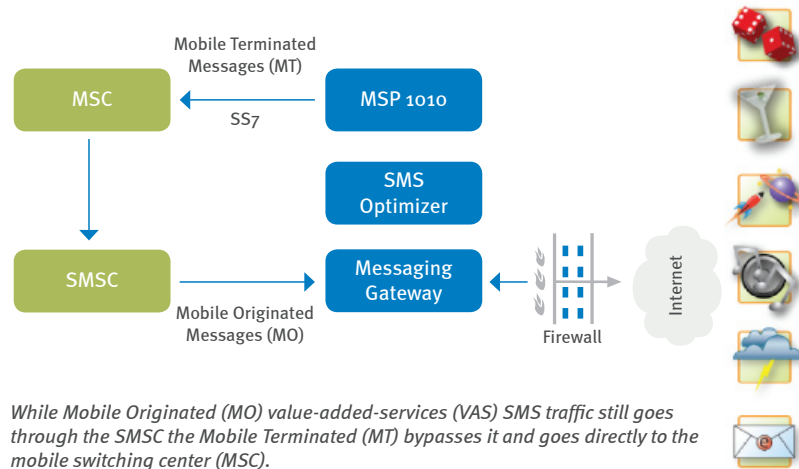 Mobile Terminated
Messages (MT)
MSC
MSP 1010
SS7
SMS
Optimizer
SMSC
Messaging
Gateway
Internet
Mobile Originated
Messages (MO)
Firewall
While Mobile Originated (MO) value-added-services (VAS) SMS traffic still goes
through the SMSC the Mobile Terminated (MT) bypasses it and goes directly to the
mobile switching center (MSC).
e